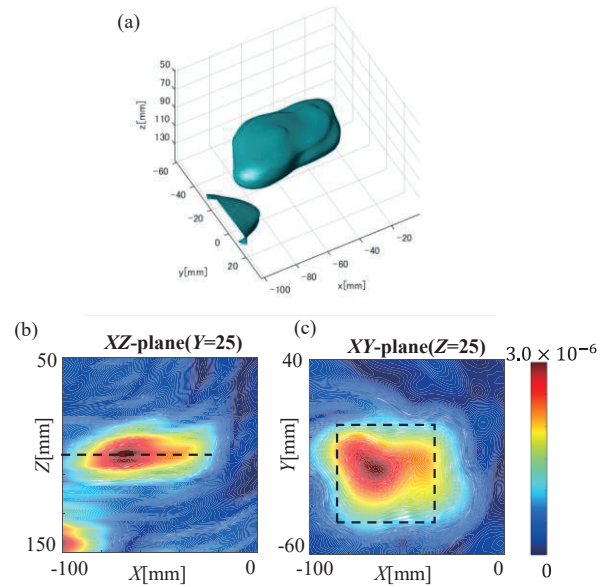 (a)
50
70
90
110
130
z[mm]
-60
-40
-20
0
20
y[mm]
-100
-80
-60
-40
-20
x[mm]
(b)
XZ-plane(Y=25)
50
Z[mm]
150
-100
X[mm]
0
(c)
XY-plane(Z=25)
40
Y[mm]
-60
-100
X[mm]
0
3.0 × 10⁻⁶
0